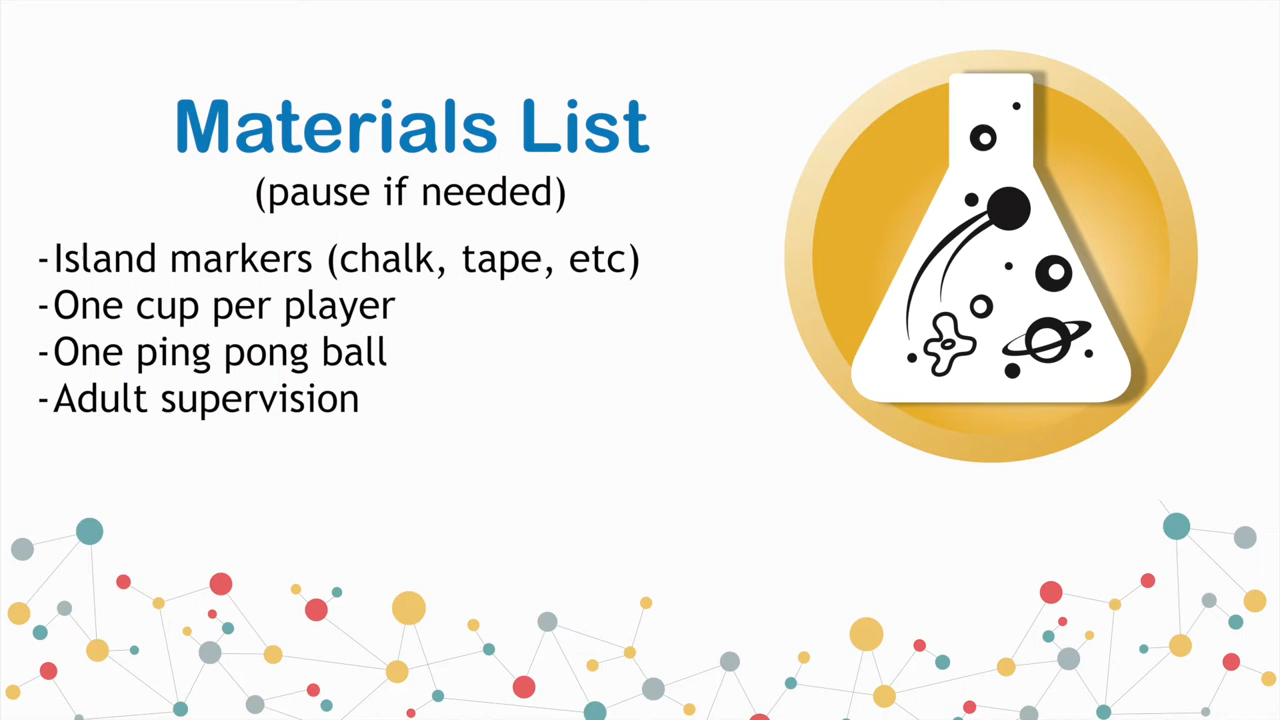 Materials List
(pause if needed)
-Island markers (chalk, tape, etc)
-One cup per player
-One ping pong ball
-Adult supervision